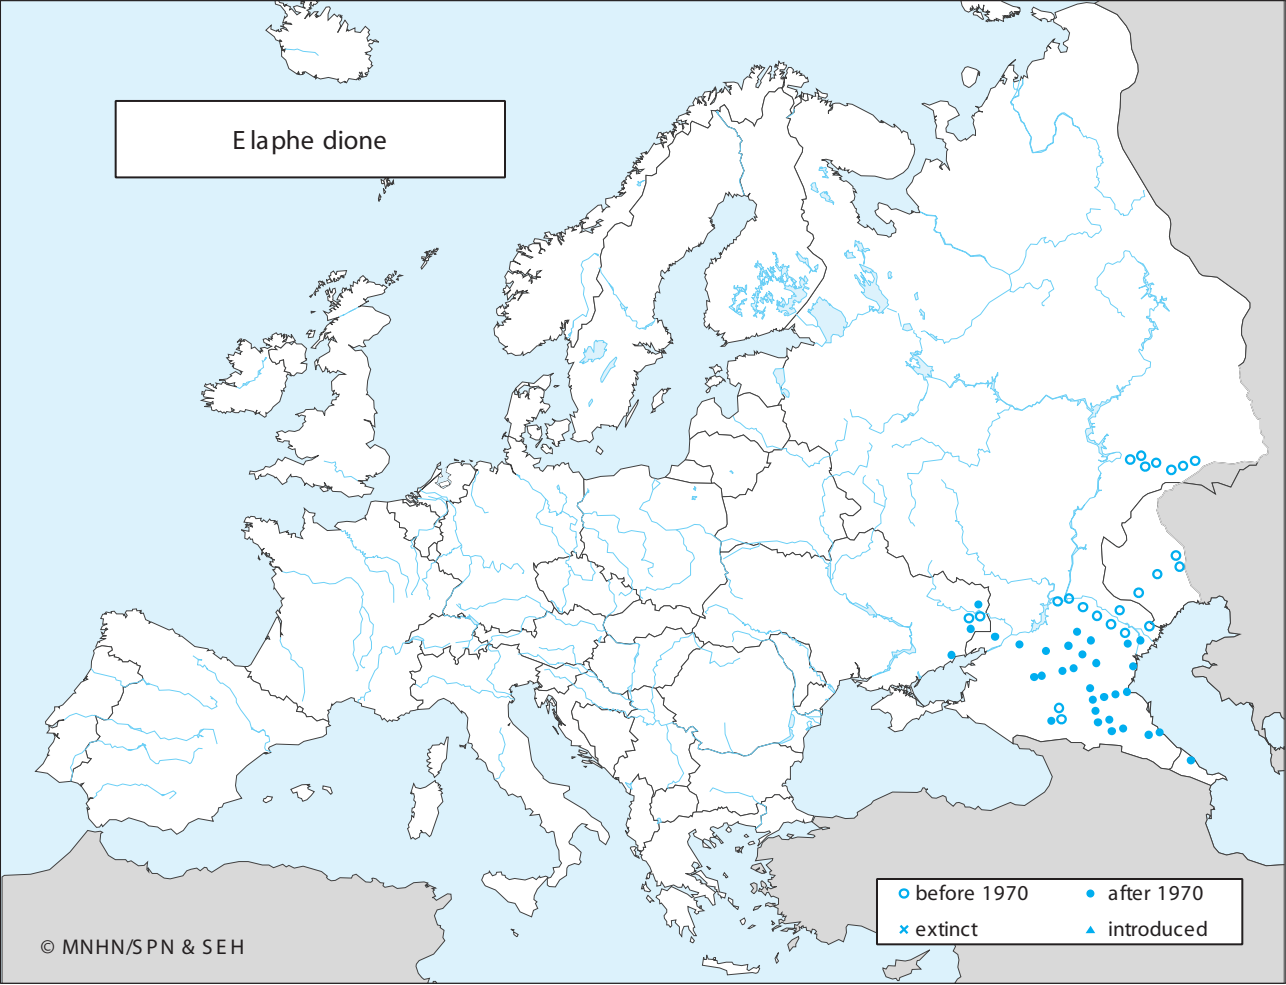 Elaphe dione
before 1970
after 1970
extinct
introduced
© MNHN/SPN & SEH